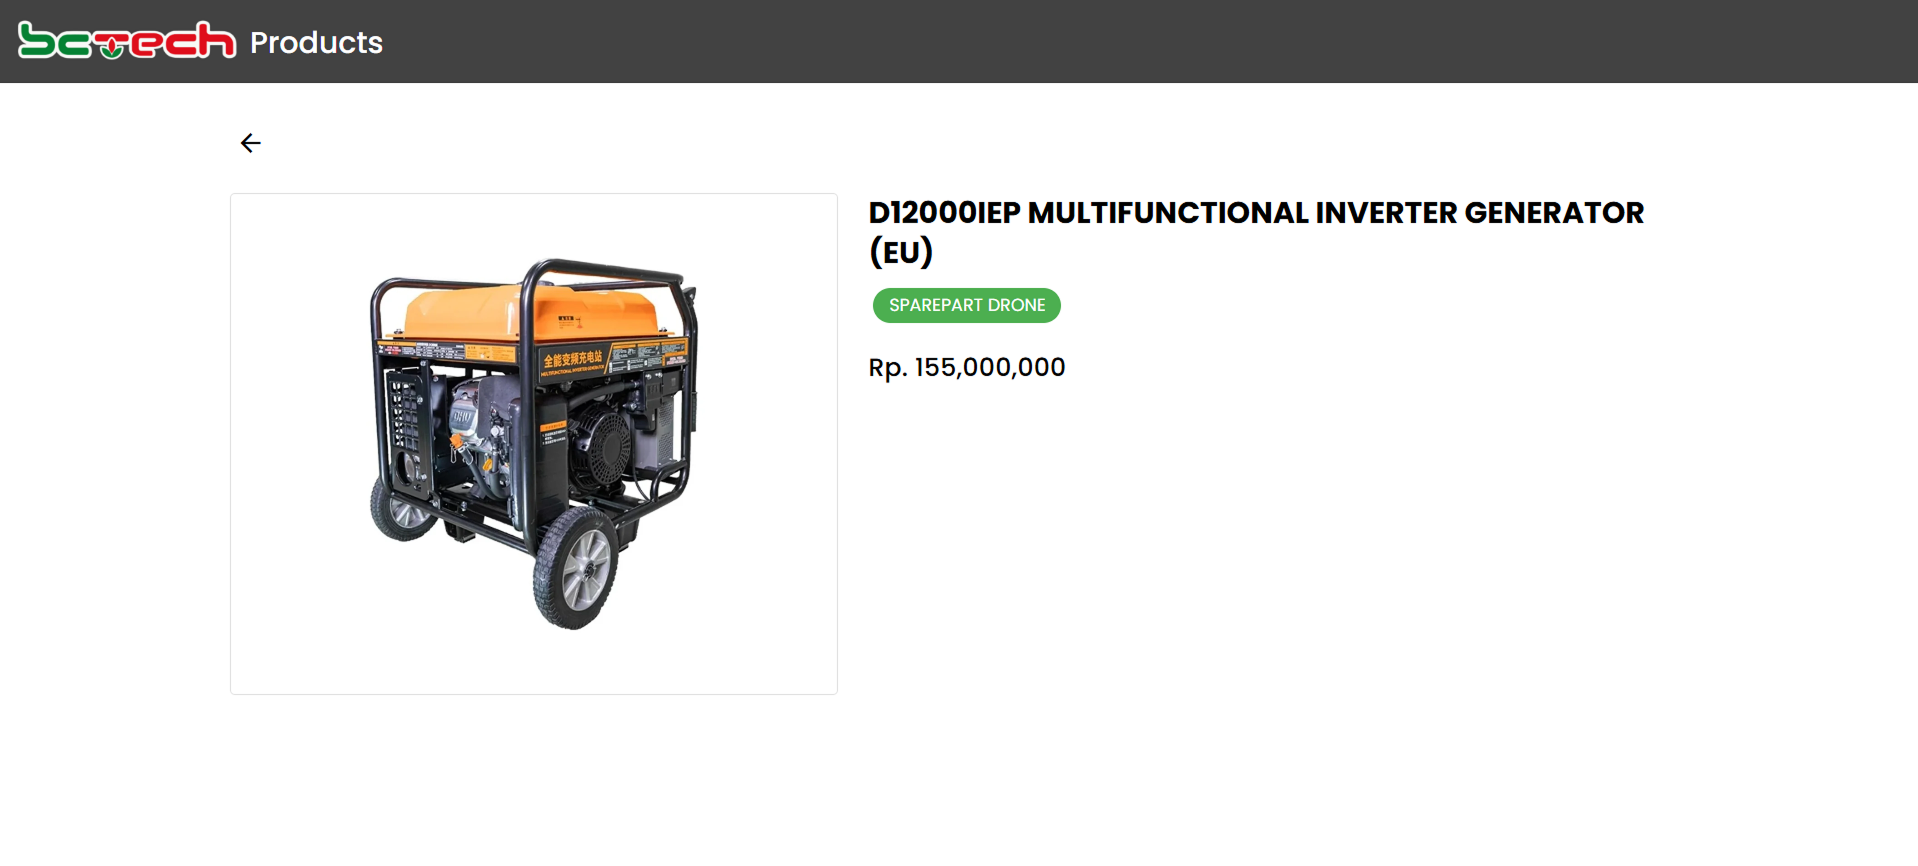 bctech Products
D12000IEP MULTIFUNCTIONAL INVERTER GENERATOR
(EU)
SPAREPART DRONE
Rp. 155,000,000
全能变频充电站
MULTIFUNCTIONAL INVERTER GENERATOR
OHV